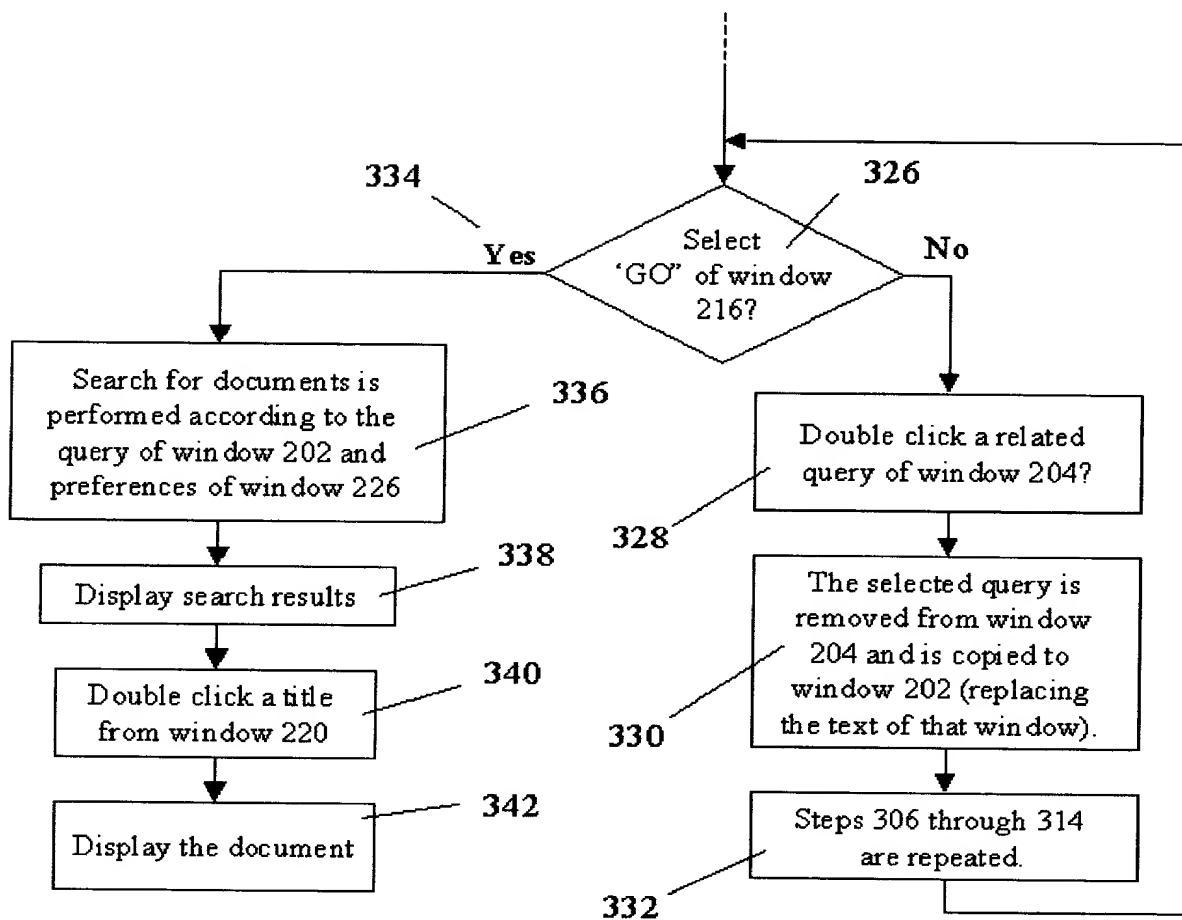 334
326
Yes
No
Select
‘GO” of window
216?
Search for documents is
performed according to the
query of window 202 and
preferences of window 226
336
Double click a related
query of window 204?
328
Display search results
338
The selected query is
removed from window
204 and is copied to
window 202 (replacing
the text of that window).
330
Double click a title
from window 220
340
Display the document
342
Steps 306 through 314
are repeated.
332